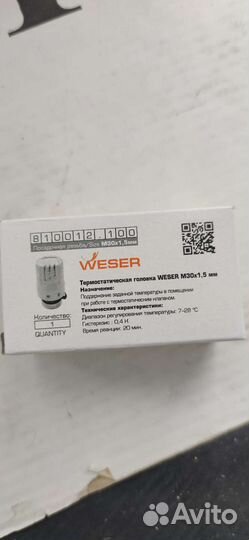 810012.100
Посадочная резьба/Size M30x1,5мм
WESER
Термостатическая головка WESER M30x1,5 мм
Назначение:
Поддержание заданной температуры в помещении
при работе с термостатическим клапаном.
Технические характеристики:
Диапазон регулирования температуры: 7-28 °C
Гистерезис : 0,4 K
Время реакции: 20 мин.
Количество:
1
QUANTITY
Avito